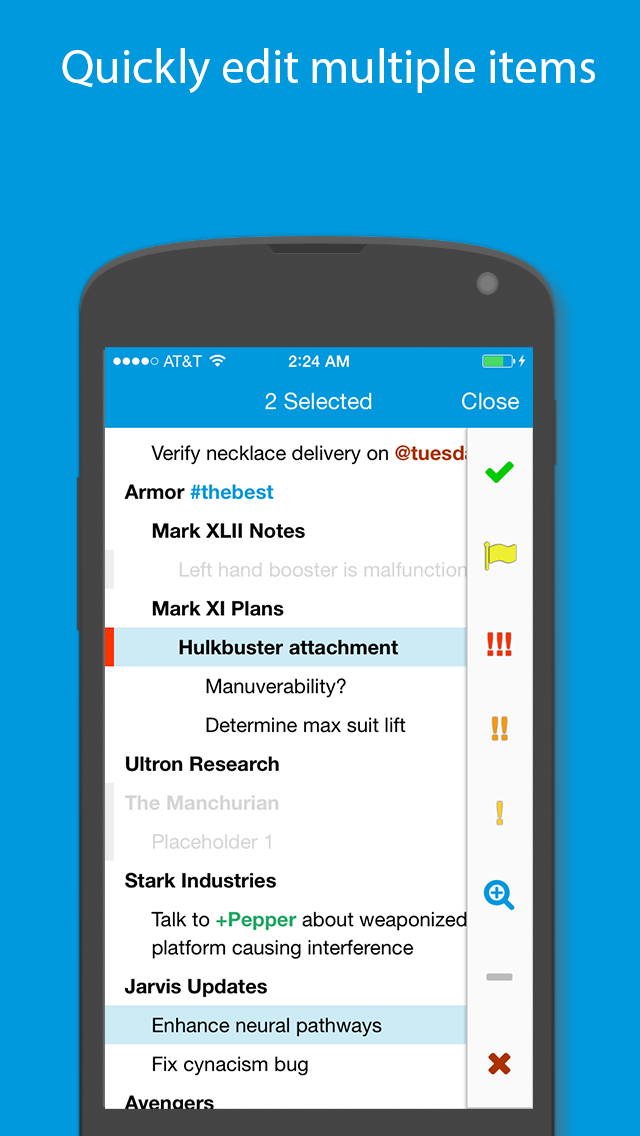 Quickly edit multiple items
AT&T 2:24 AM
2 Selected Close
Verify necklace delivery on @tuesda
Armor #thebest
Mark XLII Notes
Left hand booster is malfunction
Mark XI Plans
Hulkbuster attachment
!!!
Manuverability?
Determine max suit lift
!!
Ultron Research
The Manchurian
!
Placeholder 1
Stark Industries
Talk to +Pepper about weaponized
platform causing interference
Jarvis Updates
Enhance neural pathways
Fix cynacism bug
Avengers